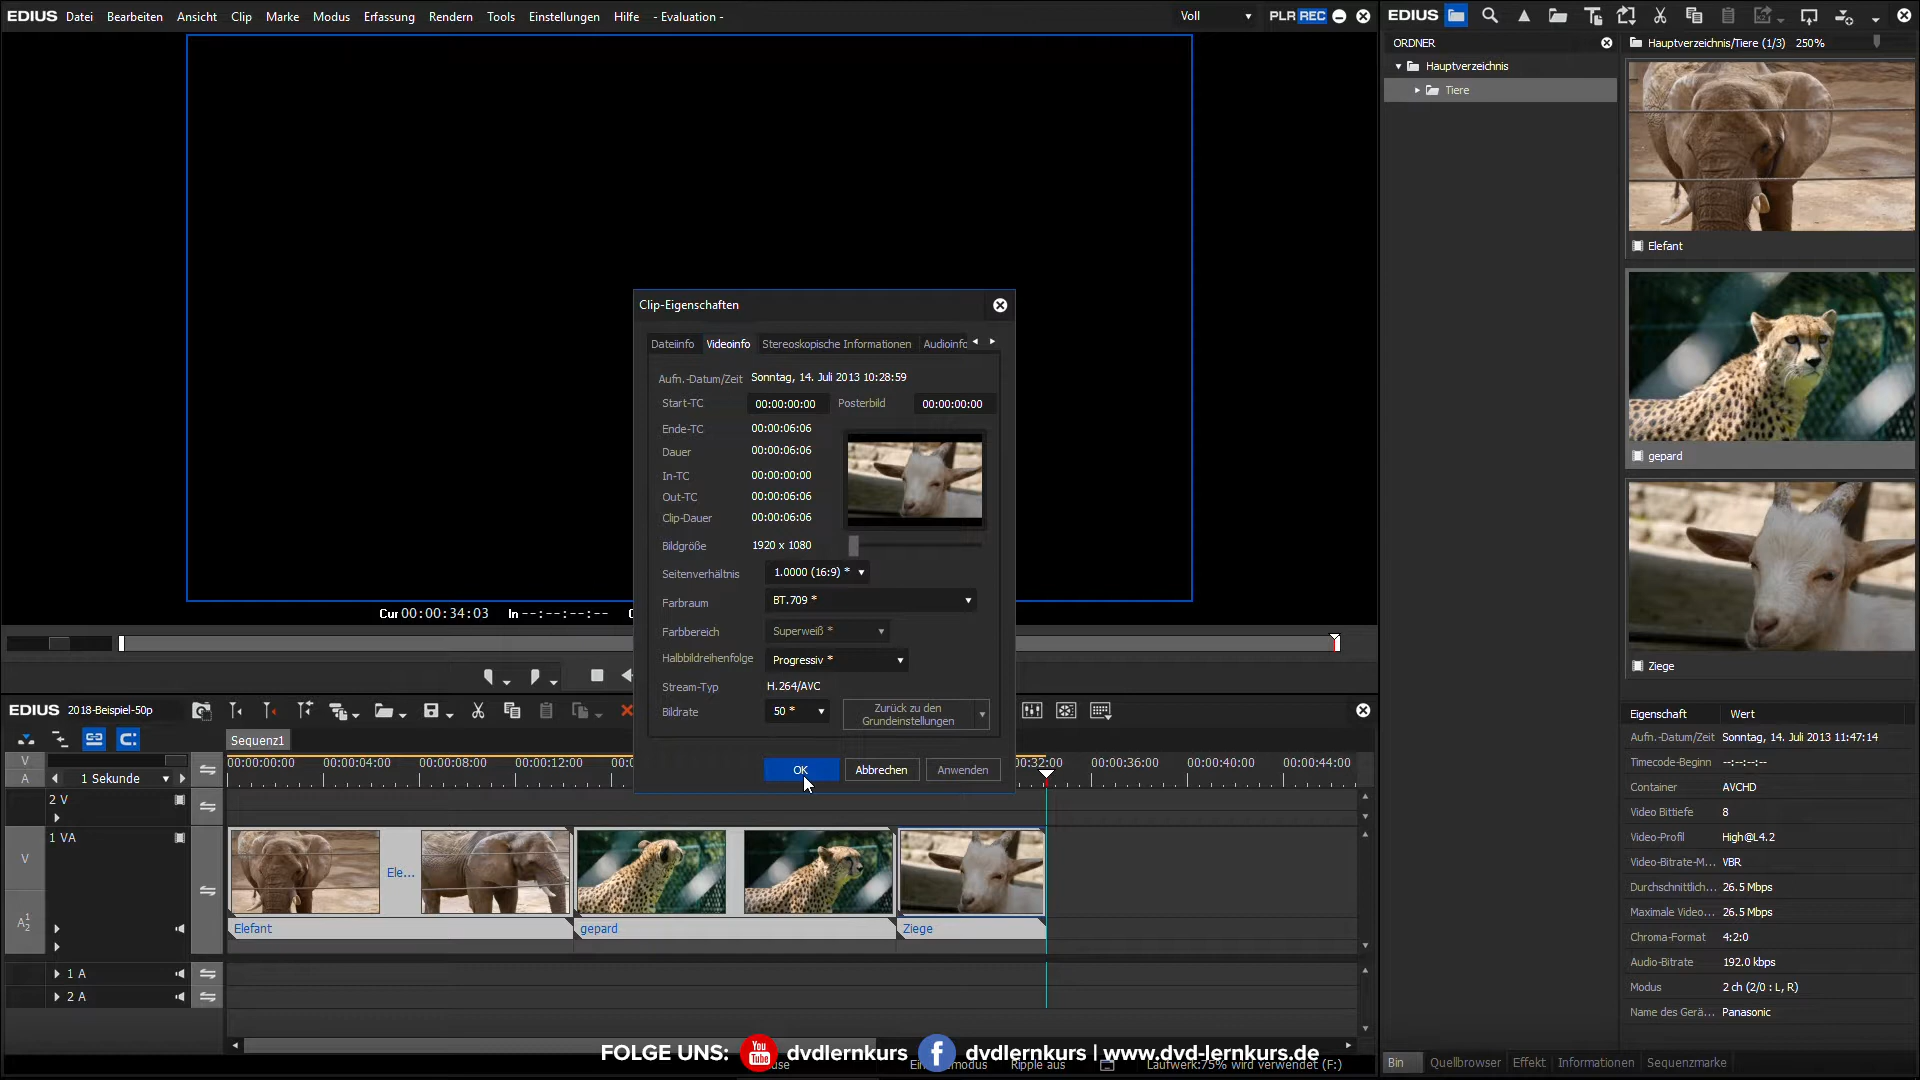 EDIUS Datei Bearbeiten Ansicht Clip Marke Modus Erfassung Rendern Tools Einstellungen Hilfe - Evaluation -
Voll
PLR REC
Cur 00:00:34:03 In --:--:--:--
Clip-Eigenschaften
Dateiinfo Videoinfo Stereoskopische Informationen Audioinfo
Aufn.-Datum/Zeit Sonntag, 14. Juli 2013 10:28:59
Start-TC 00:00:00:00 Posterbild 00:00:00:00
Ende-TC 00:00:06:06
Dauer 00:00:06:06
In-TC 00:00:00:00
Out-TC 00:00:06:06
Clip-Dauer 00:00:06:06
Bildgröße 1920 x 1080
Seitenverhältnis 1.0000 (16:9) *
Farbraum BT.709 *
Farbbereich Superweiß *
Halbbildreihenfolge Progressiv *
Stream-Typ H.264/AVC
Bildrate 50 *
Zurück zu den
Grundeinstellungen
OK Abbrechen Anwenden
EDIUS
ORDNER
Hauptverzeichnis
Tiere
Hauptverzeichnis/Tiere (1/3) 250%
Elefant
gepard
Ziege
Eigenschaft Wert
Aufn.-Datum/Zeit Sonntag, 14. Juli 2013 11:47:14
Timecode-Beginn --:--:--:--
Container AVCHD
Video Bittiefe 8
Video-Profil High@L4.2
Video-Bitrate-M... VBR
Durchschnittlich... 26.5 Mbps
Maximale Video... 26.5 Mbps
Chroma-Format 4:2:0
Audio-Bitrate 192.0 kbps
Modus 2 ch (2/0 : L, R)
Name des Gerä... Panasonic
Bin Quellbrowser Effekt Informationen Sequenzmarke
EDIUS 2018-Beispiel-50p
Sequenz1
V
A
1 Sekunde
00:00:00:00 00:00:04:00 00:00:08:00 00:00:12:00 00:0 0:32:00 00:00:36:00 00:00:40:00 00:00:44:00
2 V
1 VA
V
A 1 2
Ele...
Elefant gepard Ziege
1 A
2 A
FOLGE UNS: You Tube dvdlernkurs f dvdlernkurs | www.dvd-lernkurs.de
Ripple aus Laufwerk:75% wird verwendet (F:)